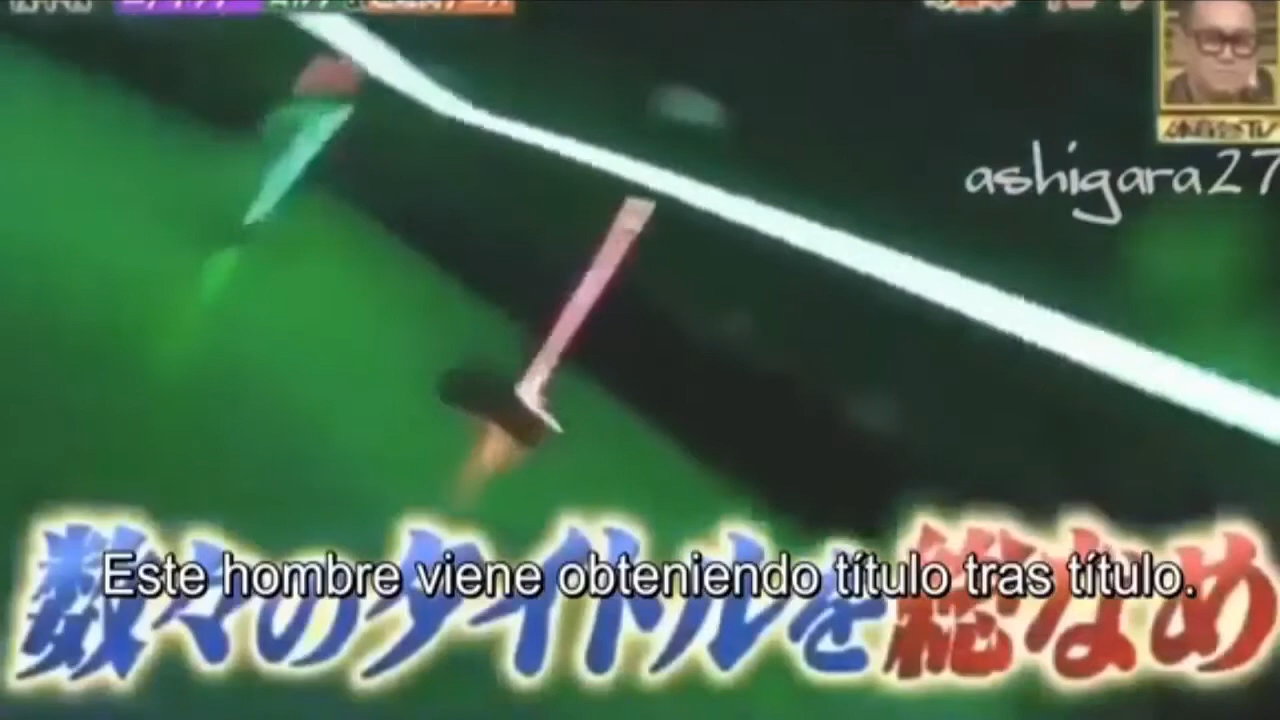 ashigara27
Este hombre viene obteniendo título tras título.
数々のタイトルを総なめ